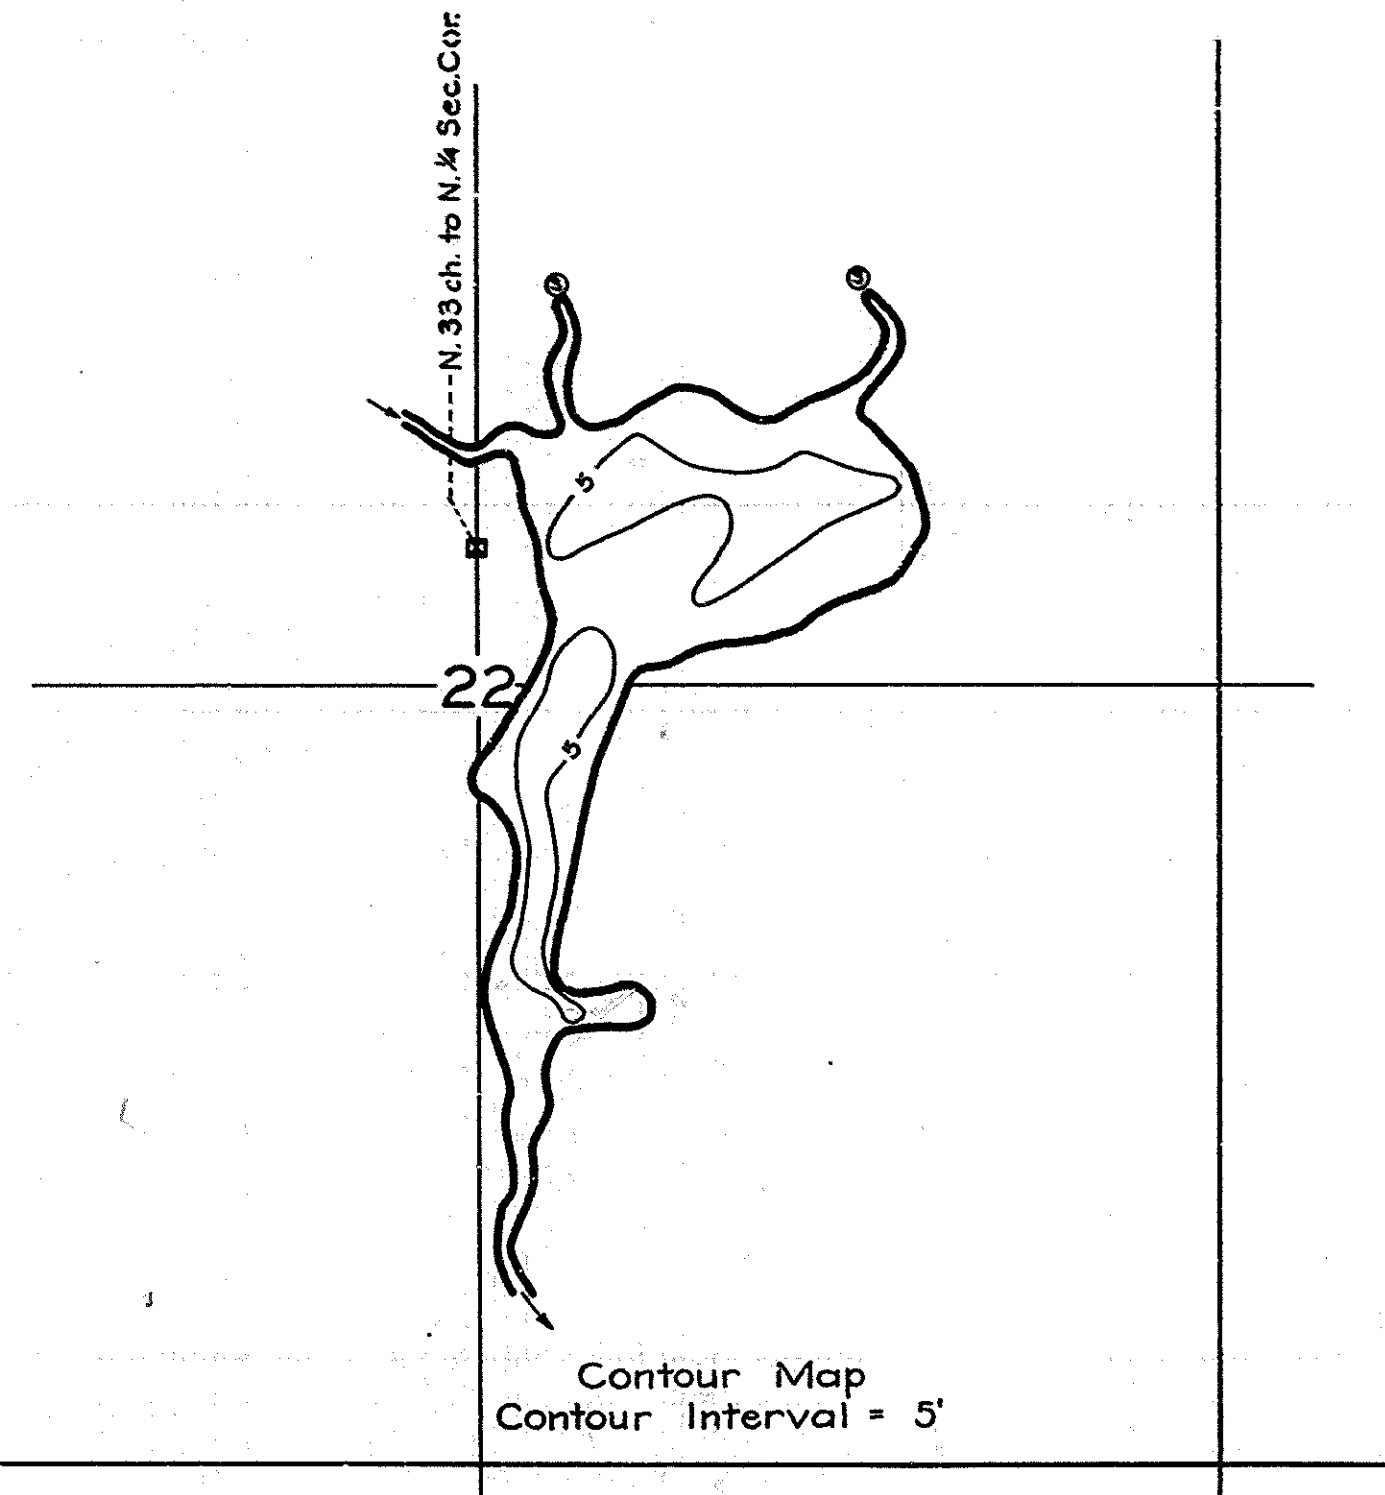 N. 33 ch. to N. ¼ Sec. Cor.
5
22
5
Contour Map
Contour Interval = 5'